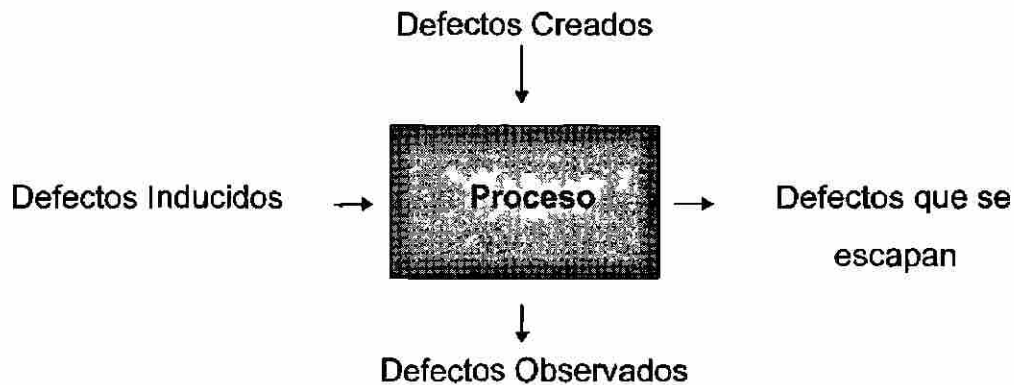 Defectos Creados
Defectos Inducidos
Proceso
Defectos que se
escapan
Defectos Observados